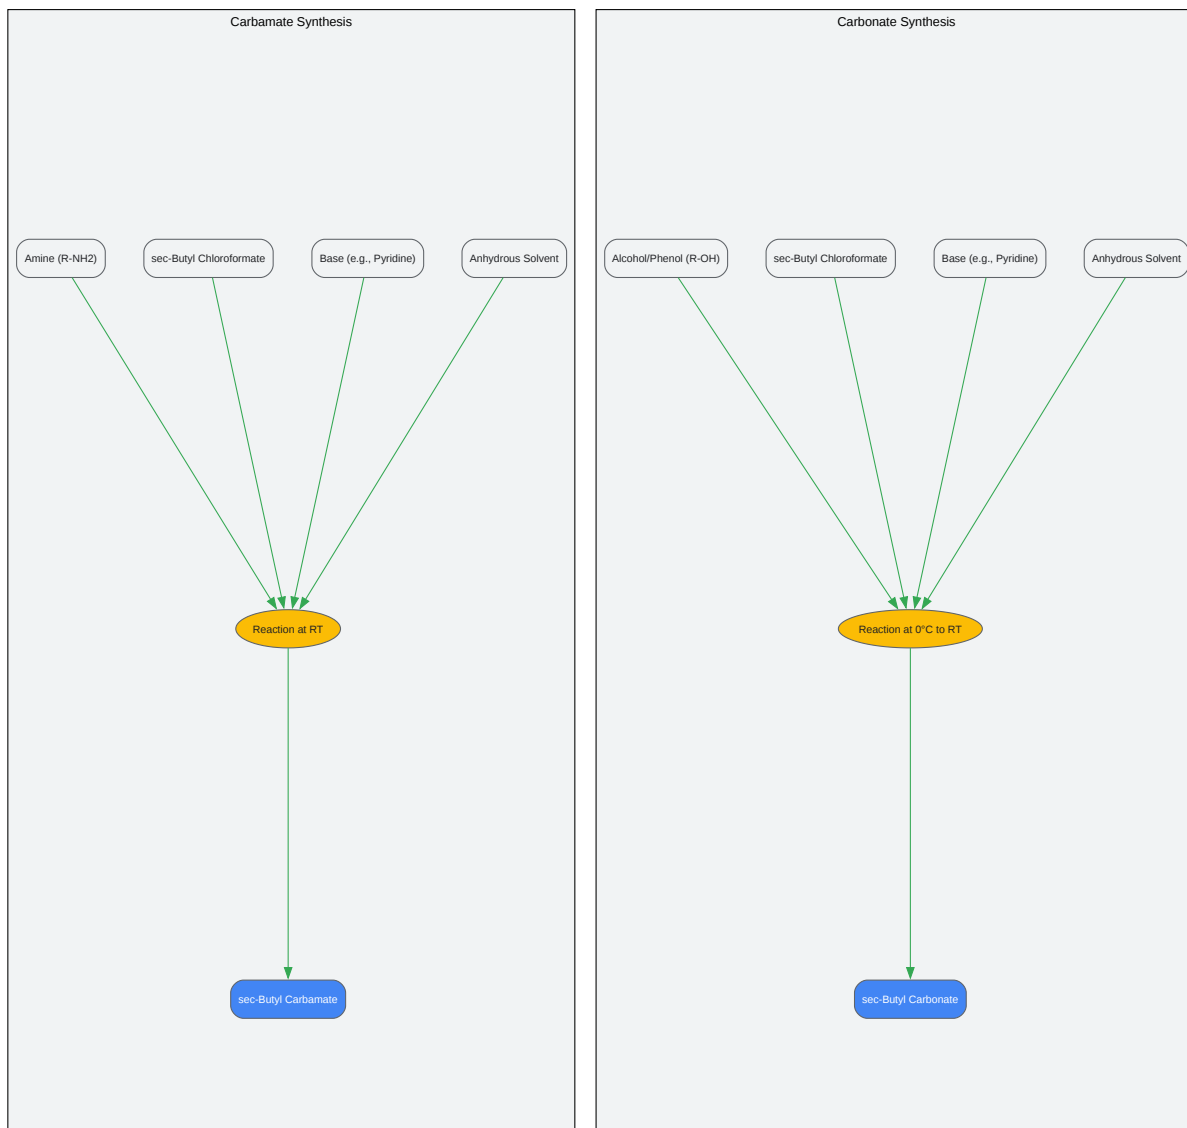 Carbamate Synthesis
Amine (R-NH2)
sec-Butyl Chloroformate
Base (e.g., Pyridine)
Anhydrous Solvent
Reaction at RT
sec-Butyl Carbamate
Carbonate Synthesis
Alcohol/Phenol (R-OH)
sec-Butyl Chloroformate
Base (e.g., Pyridine)
Anhydrous Solvent
Reaction at 0°C to RT
sec-Butyl Carbonate